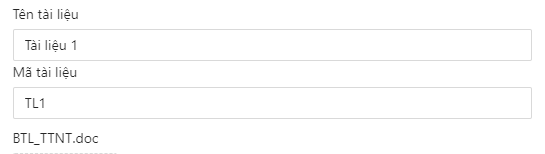 Tên tài liệu
Tài liệu 1
Mã tài liệu
TL1
BTL_TTNT.doc